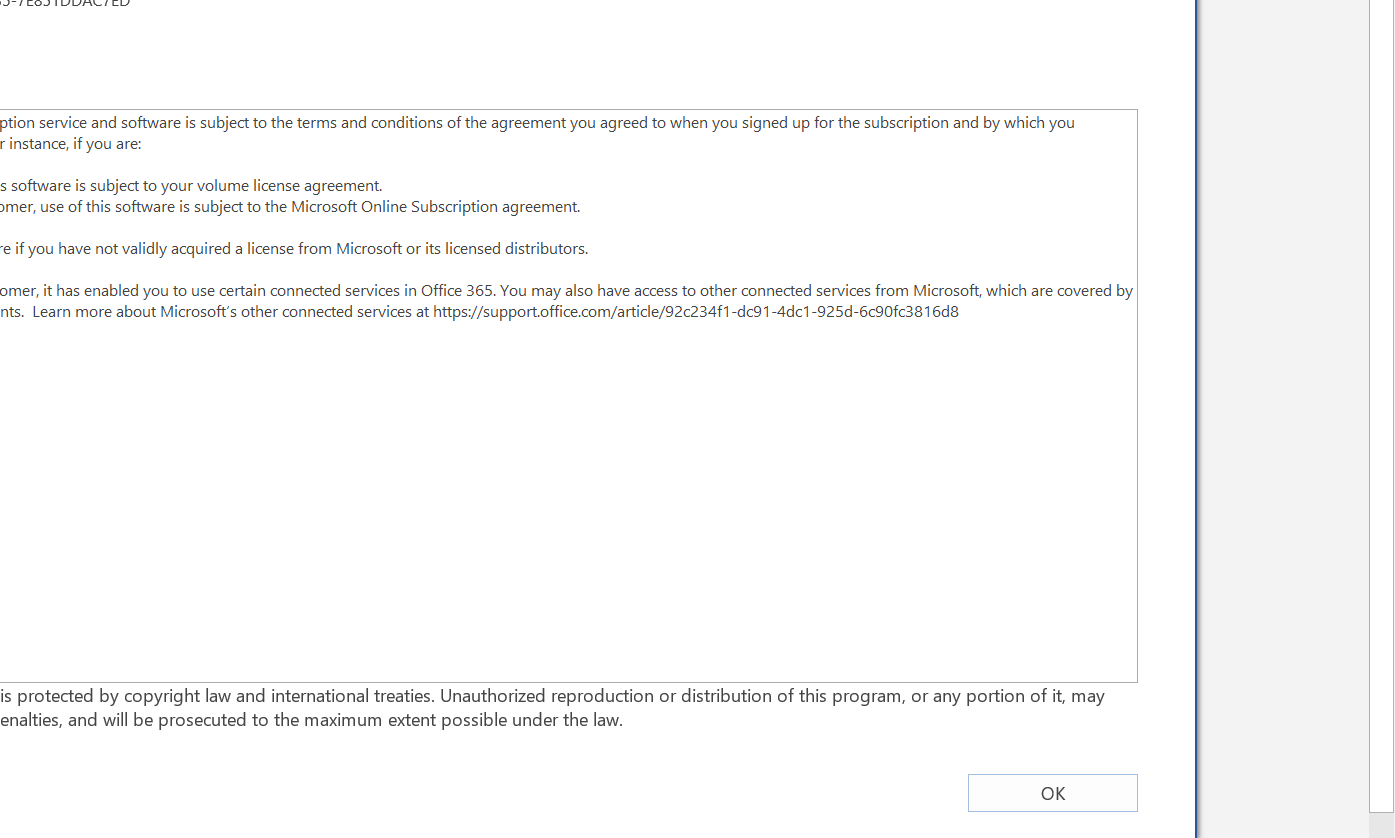 ption service and software is subject to the terms and conditions of the agreement you agreed to when you signed up for the subscription and by which you
r instance, if you are:
s software is subject to your volume license agreement.
omer, use of this software is subject to the Microsoft Online Subscription agreement.
re if you have not validly acquired a license from Microsoft or its licensed distributors.
omer, it has enabled you to use certain connected services in Office 365. You may also have access to other connected services from Microsoft, which are covered by
nts.  Learn more about Microsoft's other connected services at https://support.office.com/article/92c234f1-dc91-4dc1-925d-6c90fc3816d8
is protected by copyright law and international treaties. Unauthorized reproduction or distribution of this program, or any portion of it, may
enalties, and will be prosecuted to the maximum extent possible under the law.
OK